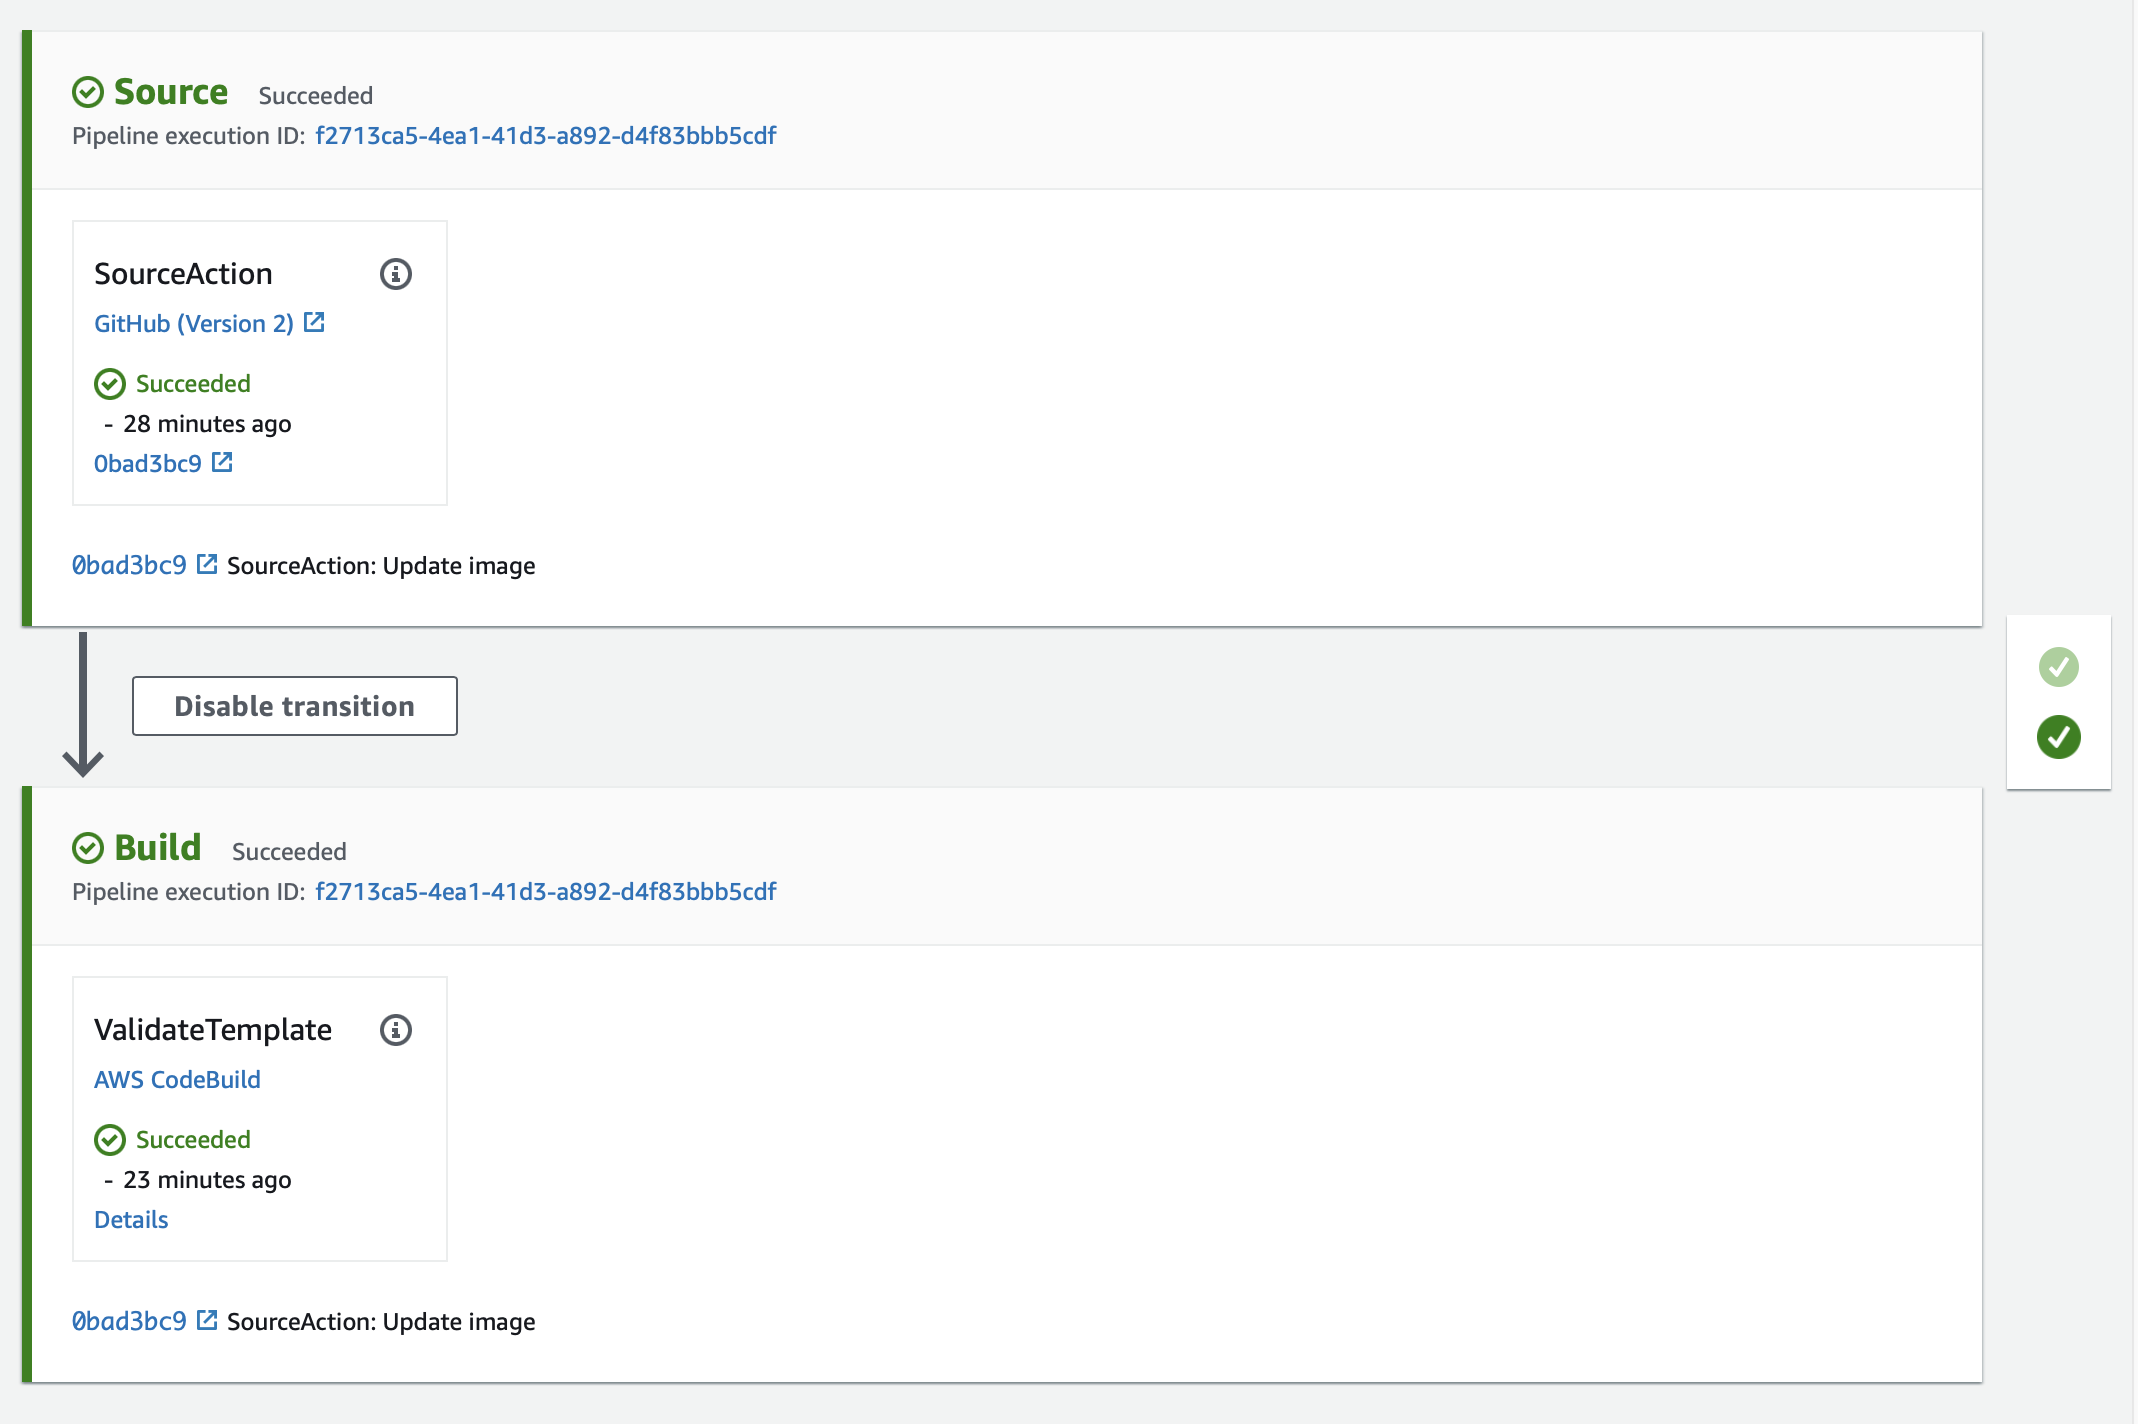 Source Succeeded
Pipeline execution ID: f2713ca5-4ea1-41d3-a892-d4f83bbb5cdf
SourceAction
GitHub (Version 2)
Succeeded
- 28 minutes ago
0bad3bc9
0bad3bc9 SourceAction: Update image
Disable transition
Build Succeeded
Pipeline execution ID: f2713ca5-4ea1-41d3-a892-d4f83bbb5cdf
ValidateTemplate
AWS CodeBuild
Succeeded
- 23 minutes ago
Details
0bad3bc9 SourceAction: Update image